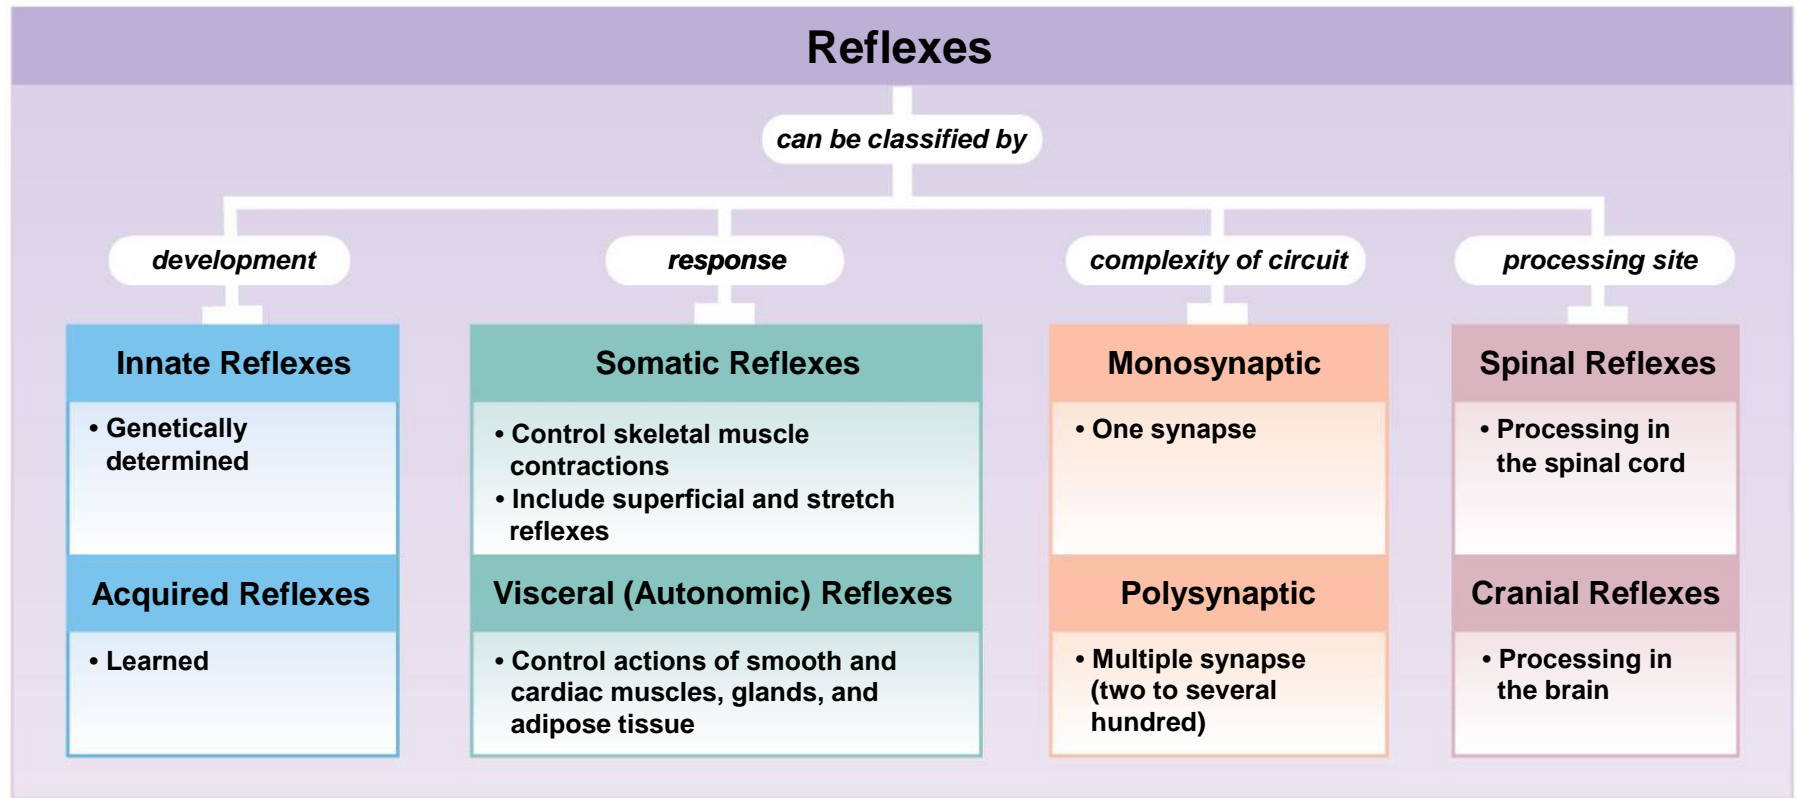 Reflexes
can be classified by
development
response
complexity of circuit
processing site
Innate Reflexes
• Genetically
determined
Acquired Reflexes
• Learned
Somatic Reflexes
• Control skeletal muscle
contractions
• Include superficial and stretch
reflexes
Visceral (Autonomic) Reflexes
• Control actions of smooth and
cardiac muscles, glands, and
adipose tissue
Monosynaptic
• One synapse
Polysynaptic
• Multiple synapse
(two to several
hundred)
Spinal Reflexes
• Processing in
the spinal cord
Cranial Reflexes
• Processing in
the brain